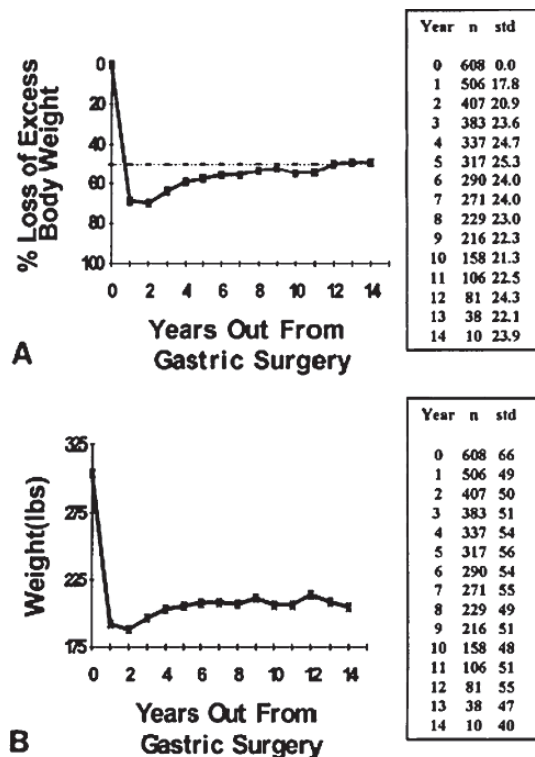 % Loss of Excess
Body Weight
0
20
40
60
80
100
0 2 4 6 8 10 12 14
Years Out From
Gastric Surgery
A
Year n std
0 608 0.0
1 506 17.8
2 407 20.9
3 383 23.6
4 337 24.7
5 317 25.3
6 290 24.0
7 271 24.0
8 229 23.0
9 216 22.3
10 158 21.3
11 106 22.5
12 81 24.3
13 38 22.1
14 10 23.9
Weight(lbs)
325
275
225
175
0 2 4 6 8 10 12 14
Years Out From
Gastric Surgery
B
Year n std
0 608 66
1 506 49
2 407 50
3 383 51
4 337 54
5 317 56
6 290 54
7 271 55
8 229 49
9 216 51
10 158 48
11 106 51
12 81 55
13 38 47
14 10 40